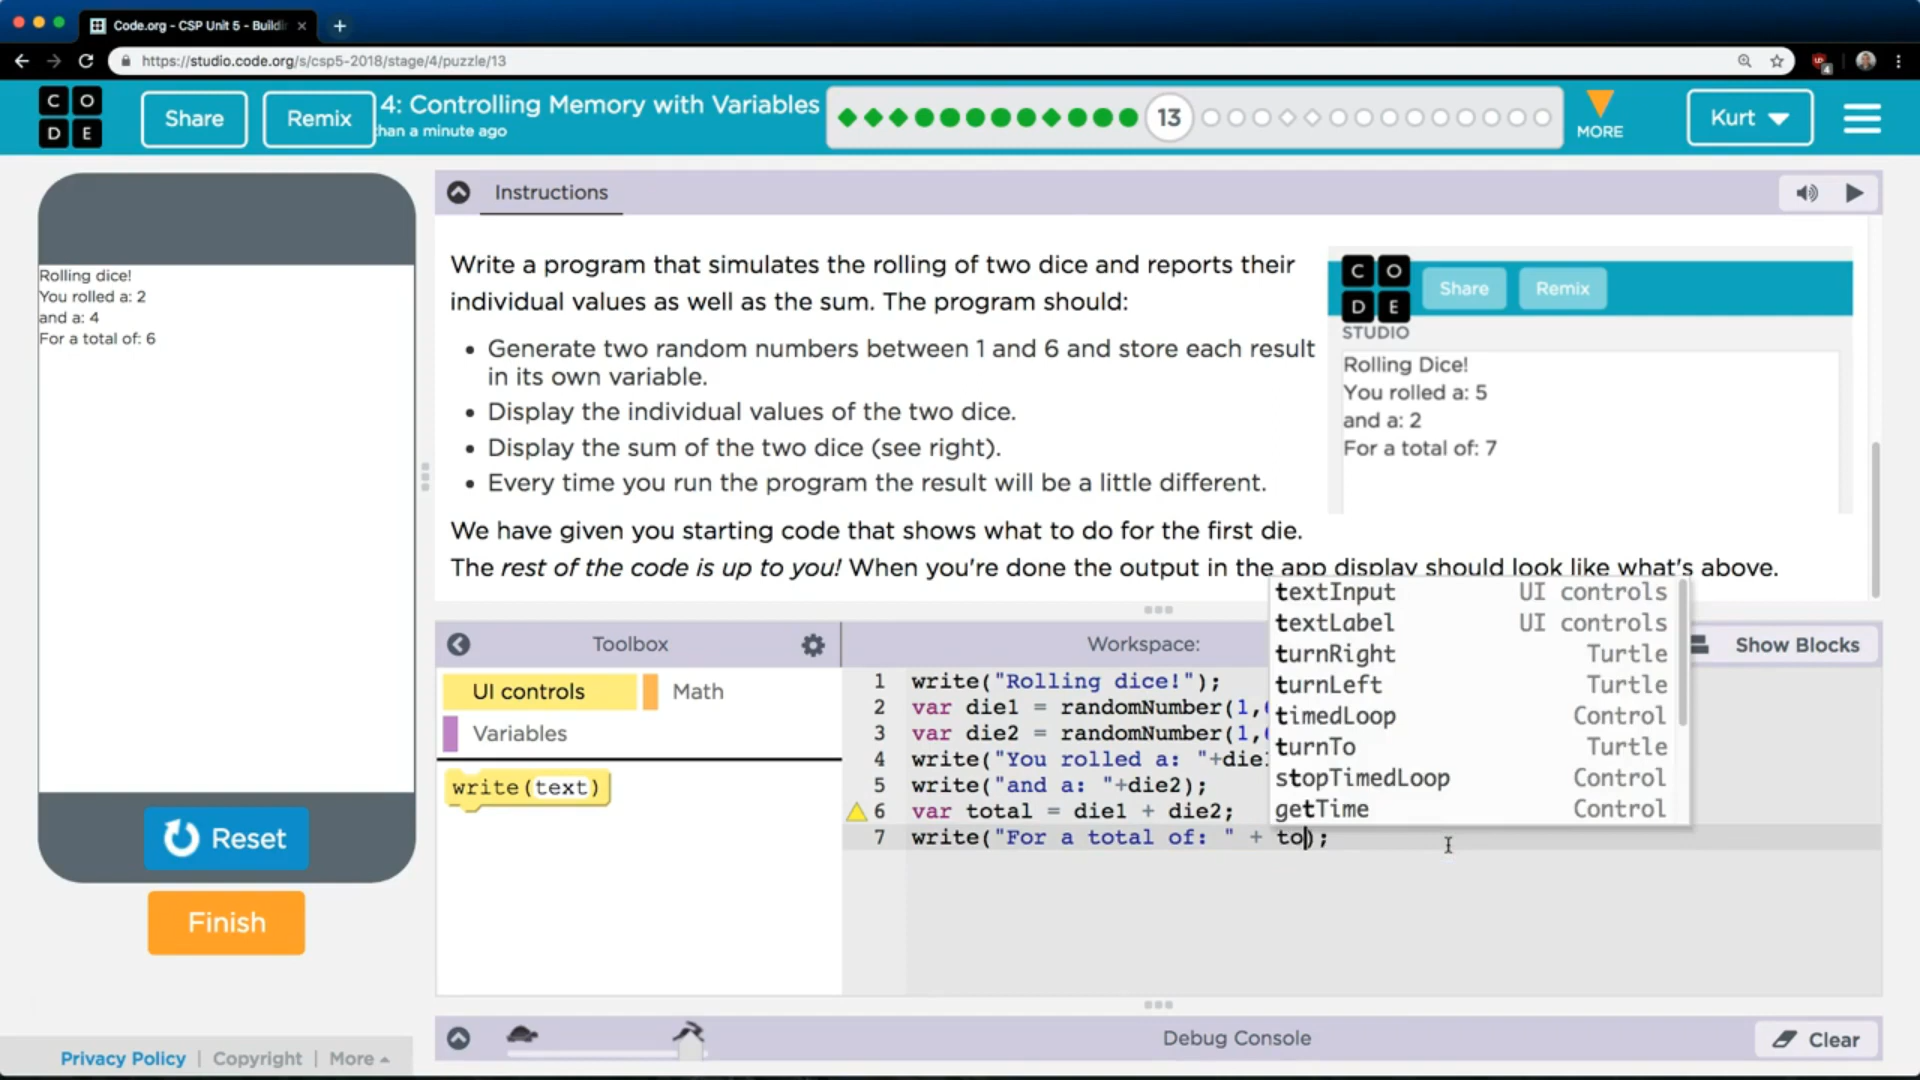 Code.org - CSP Unit 5 - Buildi
https://studio.code.org/s/csp5-2018/stage/4/puzzle/13
C O
D E
Share
Remix
4: Controlling Memory with Variables
than a minute ago
13
MORE
Kurt
Instructions
Rolling dice!
You rolled a: 2
and a: 4
For a total of: 6
Reset
Finish
Write a program that simulates the rolling of two dice and reports their
individual values as well as the sum. The program should:
• Generate two random numbers between 1 and 6 and store each result
in its own variable.
• Display the individual values of the two dice.
• Display the sum of the two dice (see right).
• Every time you run the program the result will be a little different.
We have given you starting code that shows what to do for the first die.
The rest of the code is up to you! When you're done the output in the app display should look like what's above.
C O
D E
STUDIO
Share
Remix
Rolling Dice!
You rolled a: 5
and a: 2
For a total of: 7
Toolbox
Workspace:
Show Blocks
UI controls
Math
Variables
write(text)
1 write("Rolling dice!");
2 var die1 = randomNumber(1,6
3 var die2 = randomNumber(1,6
4 write("You rolled a: "+die1
5 write("and a: "+die2);
6 var total = die1 + die2;
7 write("For a total of: " + to);
textInput UI controls
textLabel UI controls
turnRight Turtle
turnLeft Turtle
timedLoop Control
turnTo Turtle
stopTimedLoop Control
getTime Control
Debug Console
Clear
Privacy Policy | Copyright | More